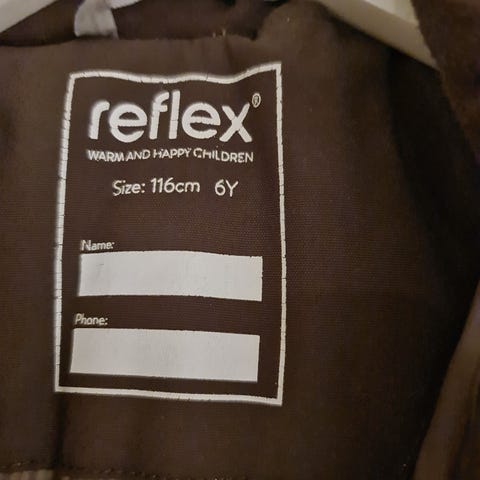 reflex®
WARM AND HAPPY CHILDREN
Size: 116cm 6Y
Name:
Phone: